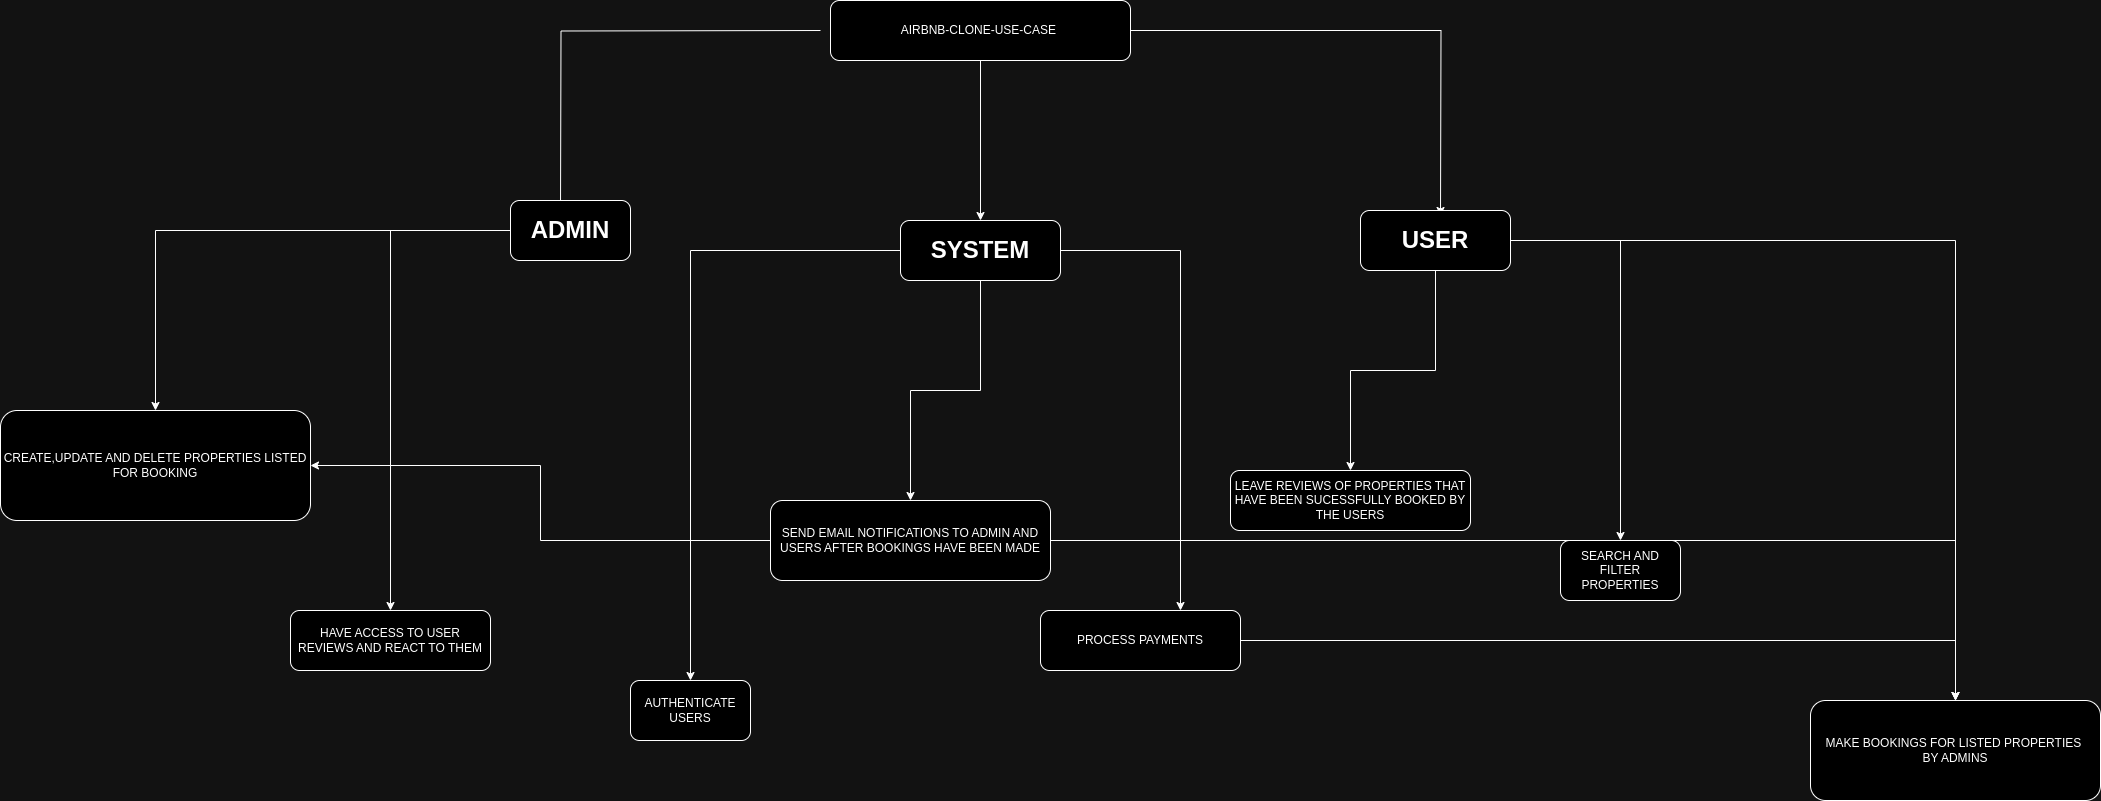 AIRBNB-CLONE-USE-CASE
ADMIN
SYSTEM
USER
CREATE,UPDATE AND DELETE PROPERTIES LISTED
FOR BOOKING
LEAVE REVIEWS OF PROPERTIES THAT
HAVE BEEN SUCESSFULLY BOOKED BY
THE USERS
SEND EMAIL NOTIFICATIONS TO ADMIN AND
USERS AFTER BOOKINGS HAVE BEEN MADE
SEARCH AND
FILTER
PROPERTIES
HAVE ACCESS TO USER
REVIEWS AND REACT TO THEM
PROCESS PAYMENTS
AUTHENTICATE
USERS
MAKE BOOKINGS FOR LISTED PROPERTIES
BY ADMINS